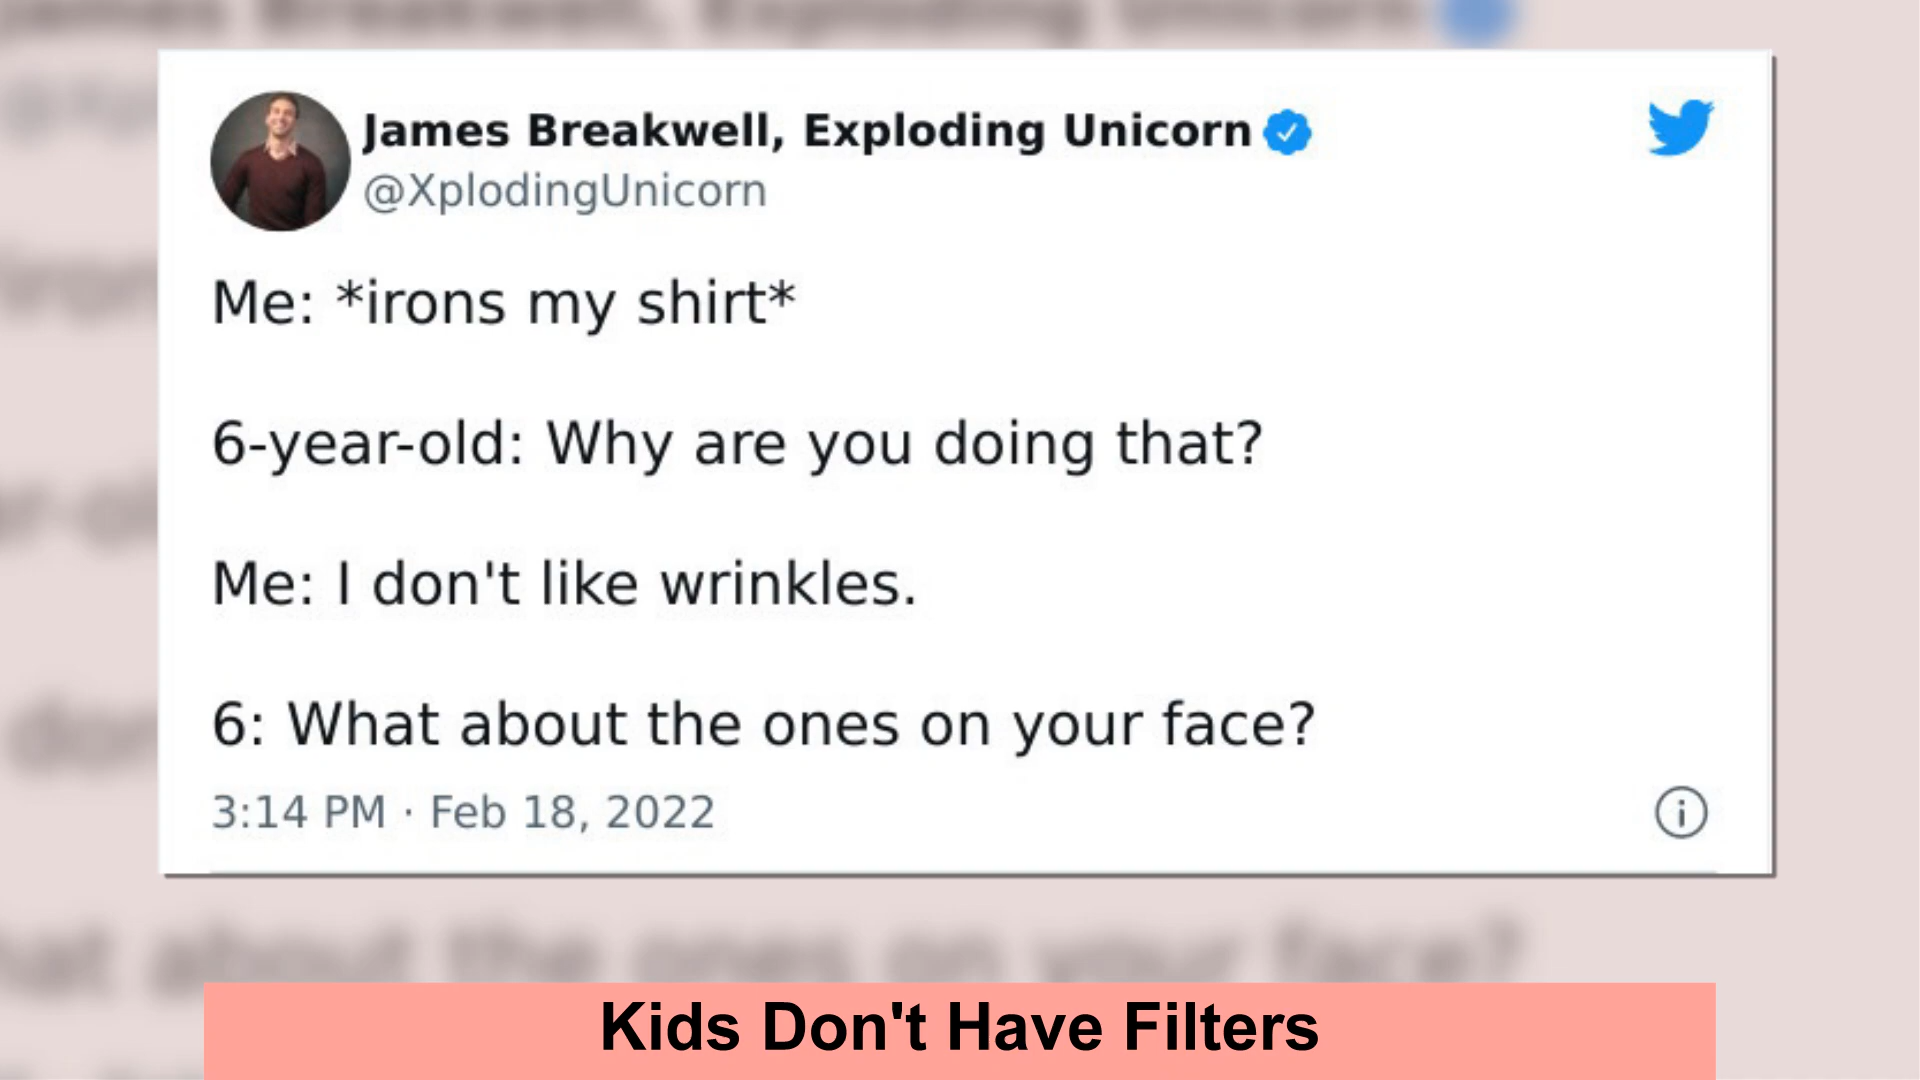 James Breakwell, Exploding Unicorn
@XplodingUnicorn
Me: *irons my shirt*
6-year-old: Why are you doing that?
Me: I don't like wrinkles.
6: What about the ones on your face?
3:14 PM · Feb 18, 2022
Kids Don't Have Filters